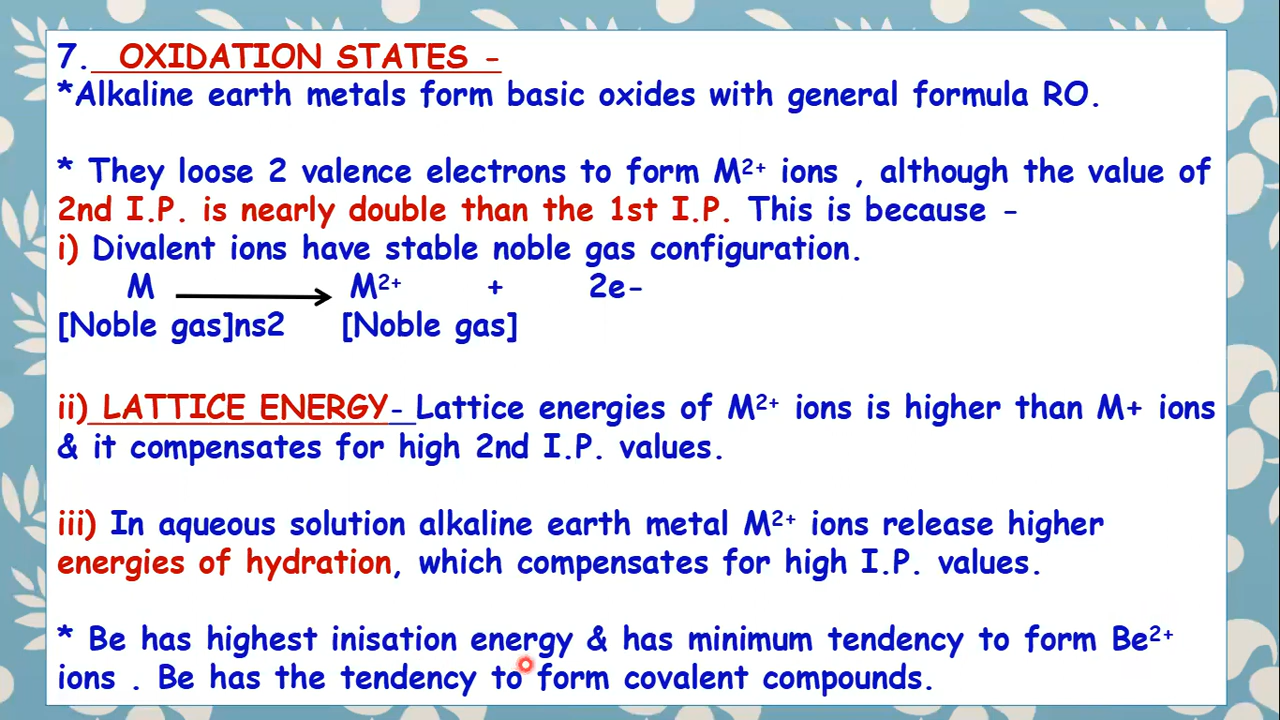 7. OXIDATION STATES -
*Alkaline earth metals form basic oxides with general formula RO.
* They loose 2 valence electrons to form M²⁺ ions , although the value of
2nd I.P. is nearly double than the 1st I.P. This is because -
i) Divalent ions have stable noble gas configuration.
M → M²⁺ + 2e-
[Noble gas]ns2 [Noble gas]
ii) LATTICE ENERGY- Lattice energies of M²⁺ ions is higher than M+ ions
& it compensates for high 2nd I.P. values.
iii) In aqueous solution alkaline earth metal M²⁺ ions release higher
energies of hydration, which compensates for high I.P. values.
* Be has highest inisation energy & has minimum tendency to form Be²⁺
ions . Be has the tendency to form covalent compounds.